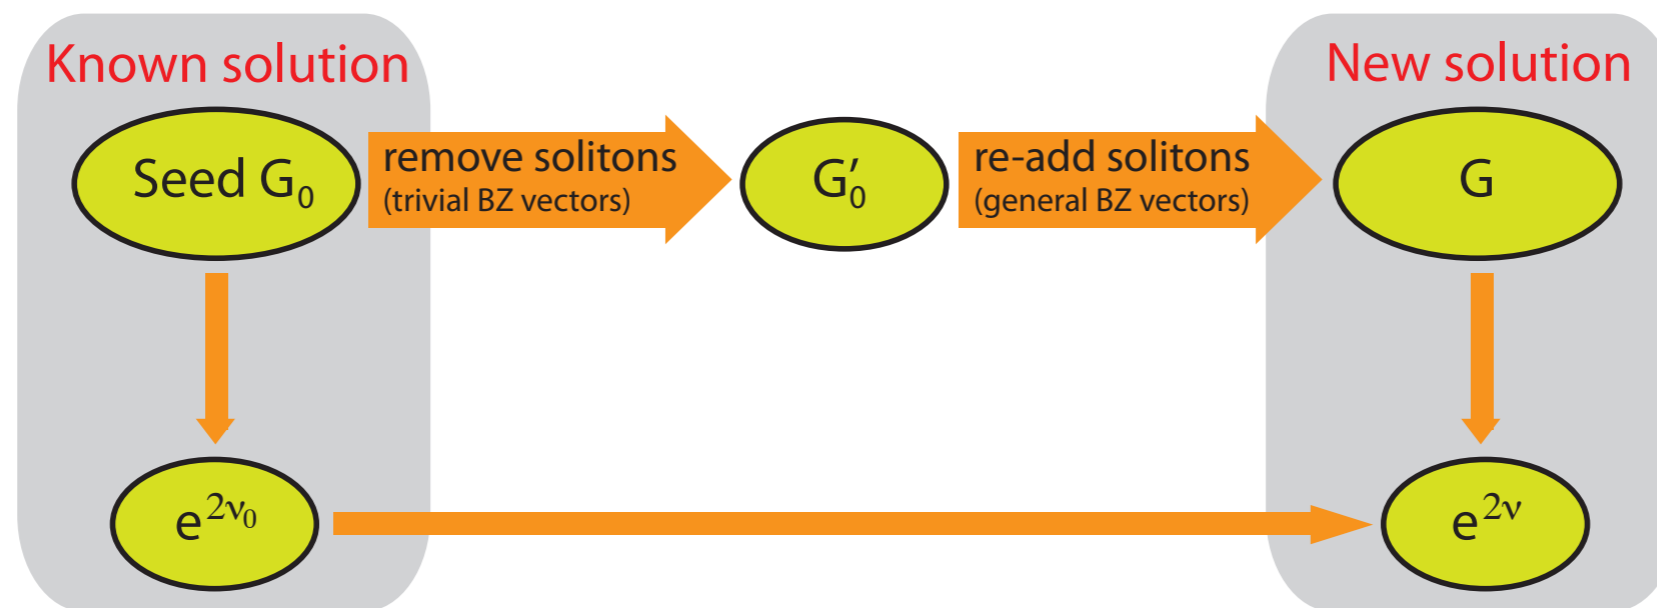 Known solution
New solution
Seed G₀
remove solitons
(trivial BZ vectors)
G′₀
re-add solitons
(general BZ vectors)
G
e^{2ν₀}
e^{2ν}